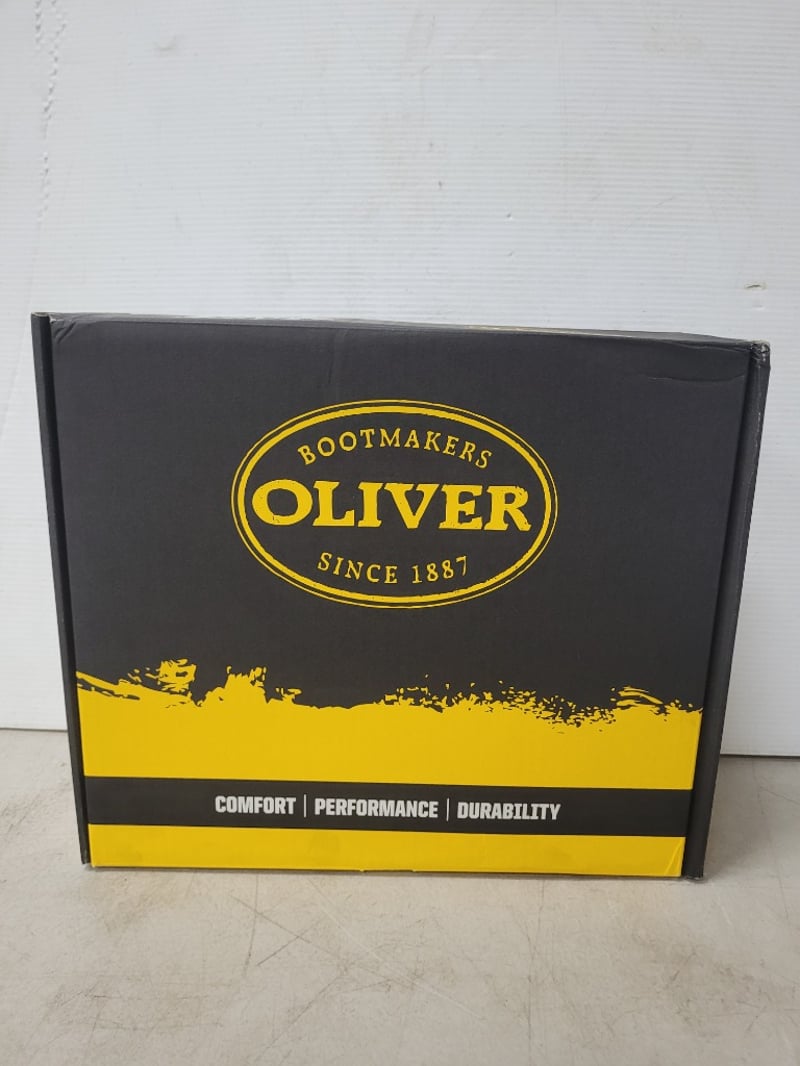 BOOTMAKERS
OLIVER
SINCE 1887
COMFORT | PERFORMANCE | DURABILITY